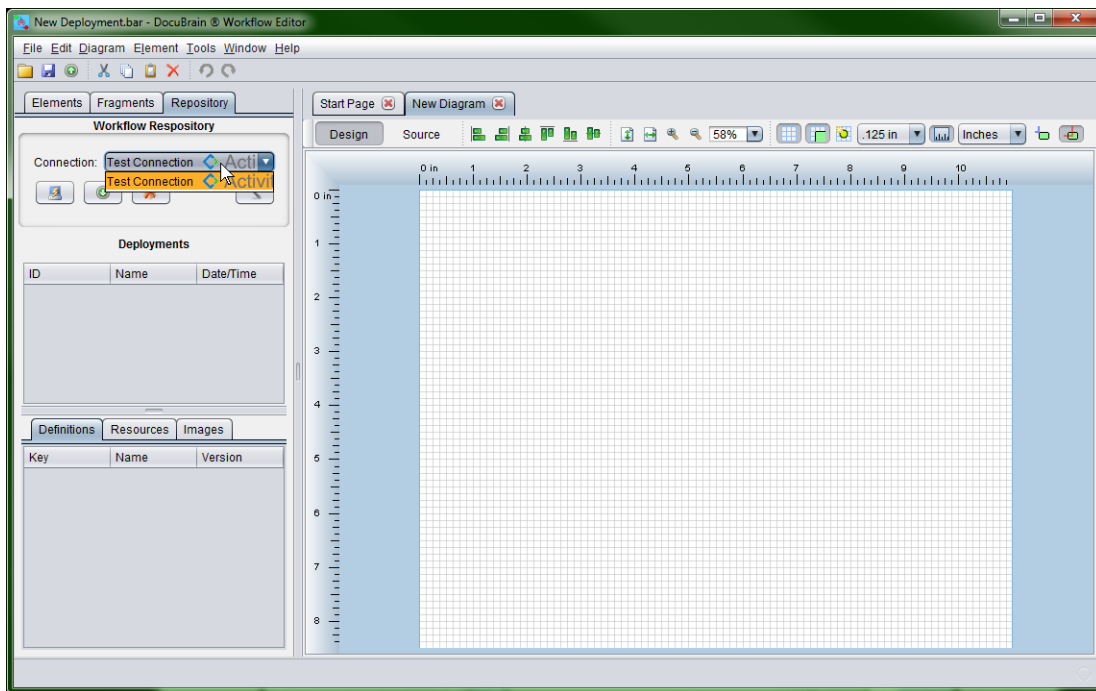 New Deployment.bar - DocuBrain ® Workflow Editor
File Edit Diagram Element Tools Window Help
Elements Fragments Repository
Start Page New Diagram
Workflow Respository
Design Source 58% .125 in Inches
Connection: Test Connection Acti
Test Connection Activit
0 in 1 2 3 4 5 6 7 8 9 10
0 in
1
2
3
4
5
6
7
8
Deployments
ID Name Date/Time
Definitions Resources Images
Key Name Version